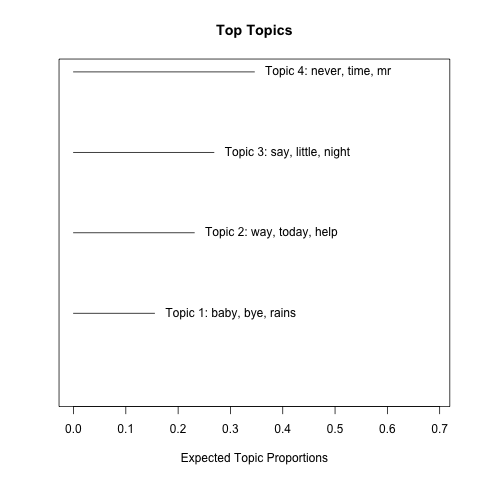 Top Topics
Topic 4: never, time, mr
Topic 3: say, little, night
Topic 2: way, today, help
Topic 1: baby, bye, rains
0.0 0.1 0.2 0.3 0.4 0.5 0.6 0.7
Expected Topic Proportions